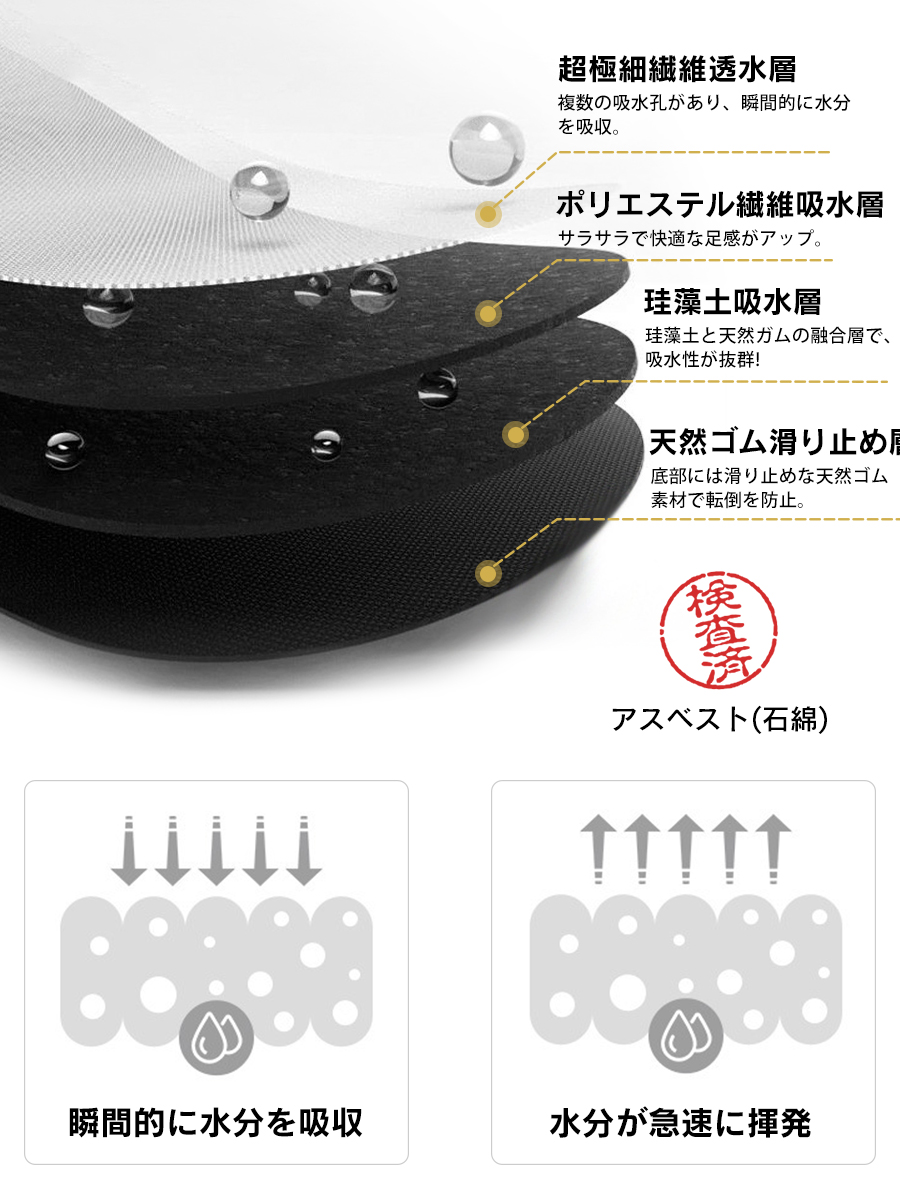 超極細繊維透水層
複数の吸水孔があり、瞬間的に水分
を吸収。
ポリエステル繊維吸水層
サラサラで快適な足感がアップ。
珪藻土吸水層
珪藻土と天然ガムの融合層で、
吸水性が抜群!
天然ゴム滑り止め層
底部には滑り止めな天然ゴム
素材で転倒を防止。
検査済
アスベスト(石綿)
瞬間的に水分を吸収
水分が急速に揮発